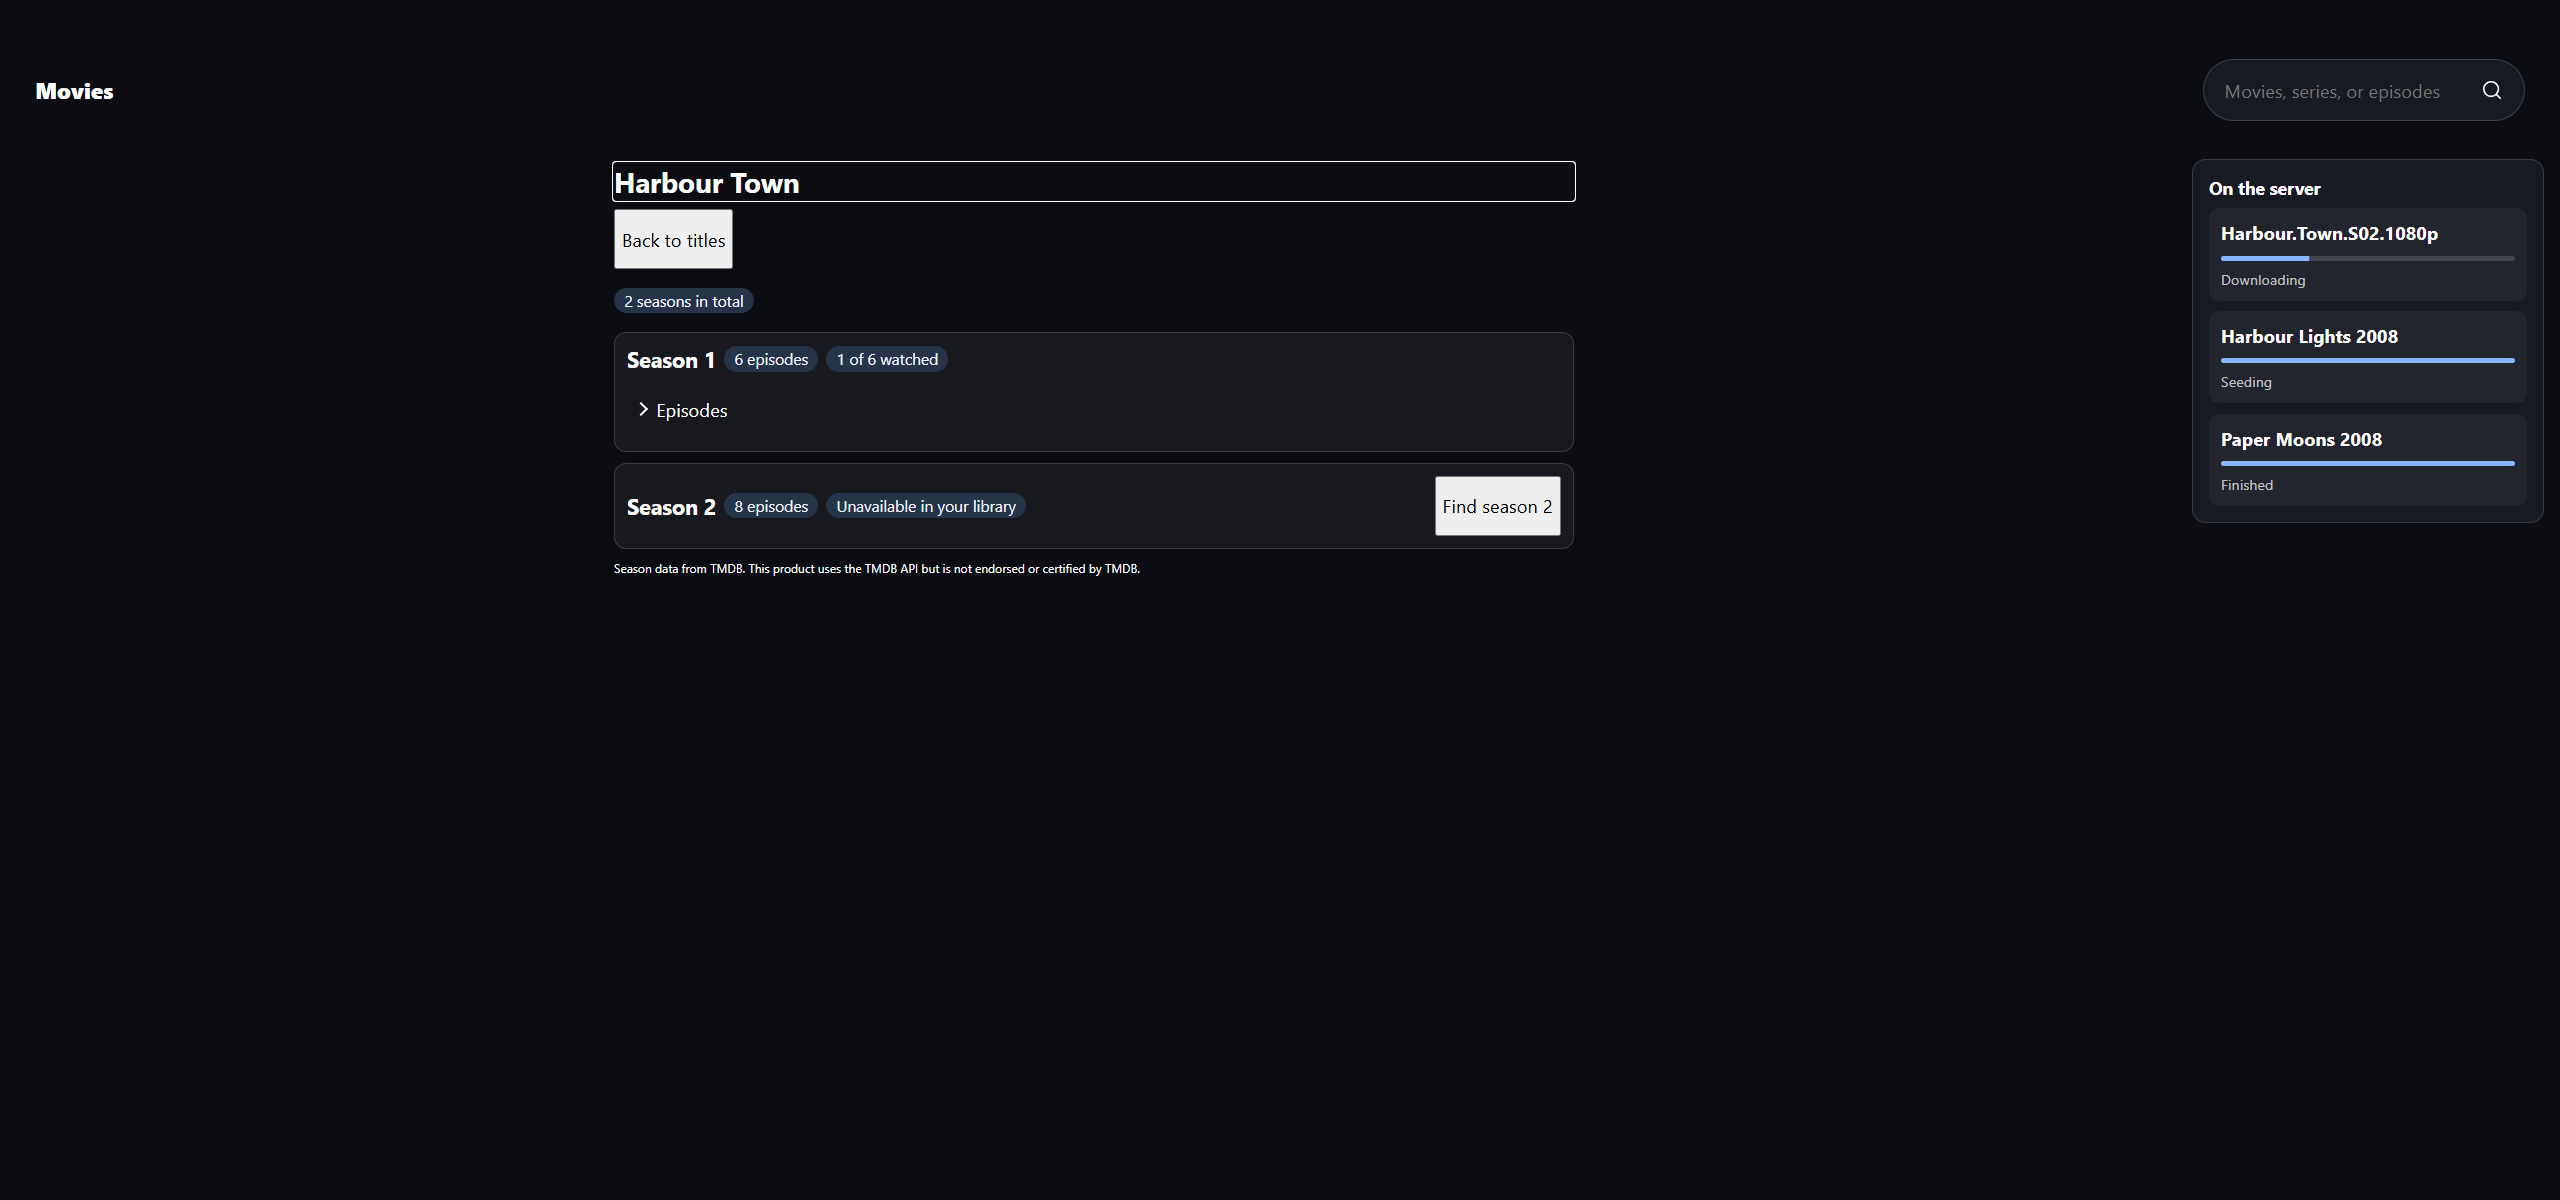 Movies
Movies, series, or episodes
Harbour Town
Back to titles
2 seasons in total
Season 1 6 episodes 1 of 6 watched
Episodes
Season 2 8 episodes Unavailable in your library Find season 2
Season data from TMDB. This product uses the TMDB API but is not endorsed or certified by TMDB.
On the server
Harbour.Town.S02.1080p
Downloading
Harbour Lights 2008
Seeding
Paper Moons 2008
Finished